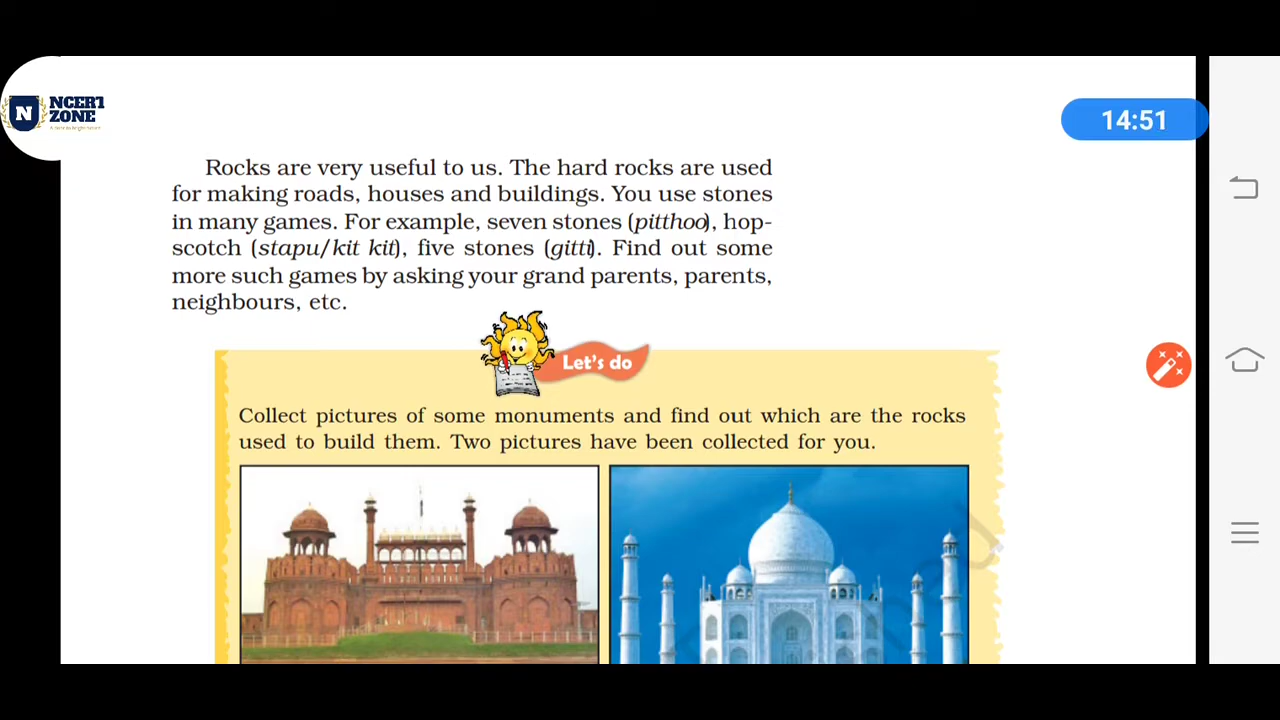 NCERT
ZONE
N
14:51
Rocks are very useful to us. The hard rocks are used
for making roads, houses and buildings. You use stones
in many games. For example, seven stones (pitthoo), hop-
scotch (stapu/kit kit), five stones (gitti). Find out some
more such games by asking your grand parents, parents,
neighbours, etc.
Let's do
Collect pictures of some monuments and find out which are the rocks
used to build them. Two pictures have been collected for you.